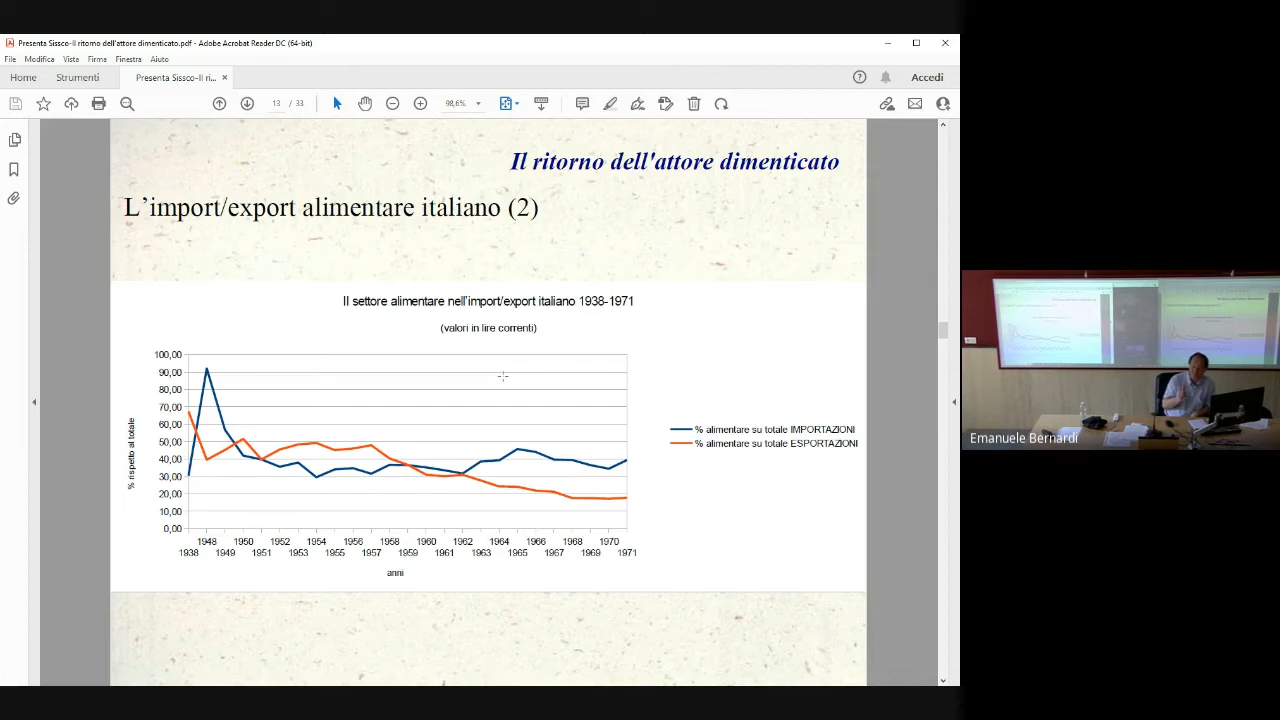 Presenta Sissco-Il ritorno dell'attore dimenticato.pdf - Adobe Acrobat Reader DC (64-bit)
File Modifica Vista Firma Finestra Aiuto
Home Strumenti Presenta Sissco-Il ri... Accedi
13 / 33 98,6%
Il ritorno dell'attore dimenticato
L'import/export alimentare italiano (2)
Il settore alimentare nell'import/export italiano 1938-1971
(valori in lire correnti)
100,00
90,00
80,00
70,00
60,00
50,00
40,00
30,00
20,00
10,00
0,00
% rispetto al totale
1948 1950 1952 1954 1956 1958 1960 1962 1964 1966 1968 1970
1938 1949 1951 1953 1955 1957 1959 1961 1963 1965 1967 1969 1971
anni
% alimentare su totale IMPORTAZIONI
% alimentare su totale ESPORTAZIONI
Emanuele Bernardi